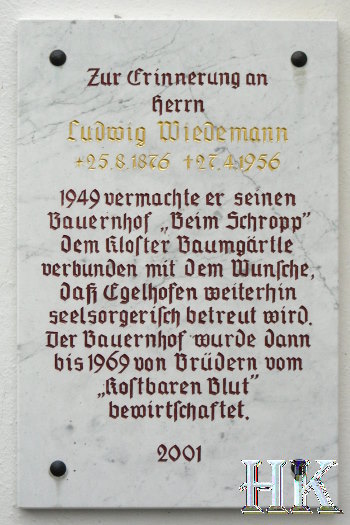 Zur Erinnerung an
Herrn
Ludwig Wiedemann
*25.8.1876 †27.4.1956
1949 vermachte er seinen
Bauernhof „Beim Schropp”
dem Kloster Baumgärtle
verbunden mit dem Wunsche,
daß Egelhofen weiterhin
seelsorgerisch betreut wird.
Der Bauernhof wurde dann
bis 1969 von Brüdern vom
„Kostbaren Blut”
bewirtschaftet.
2001
HK